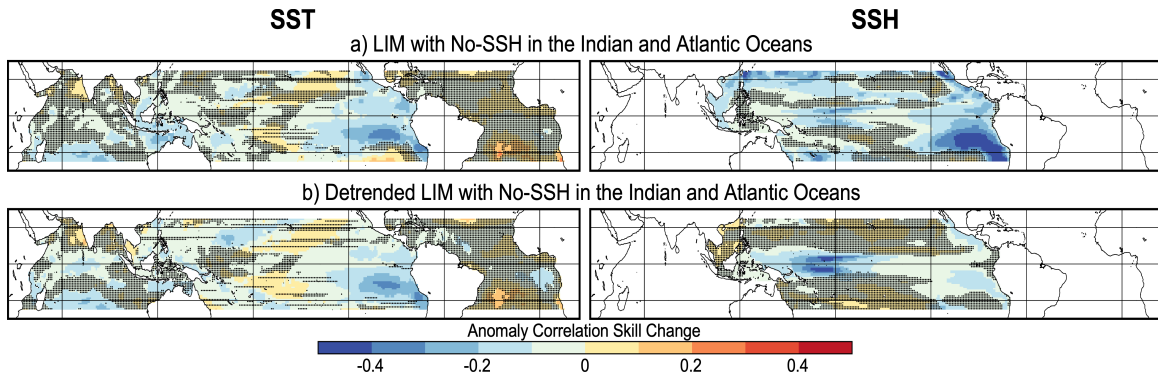 SST SSH
a) LIM with No-SSH in the Indian and Atlantic Oceans
b) Detrended LIM with No-SSH in the Indian and Atlantic Oceans
Anomaly Correlation Skill Change
-0.4 -0.2 0 0.2 0.4